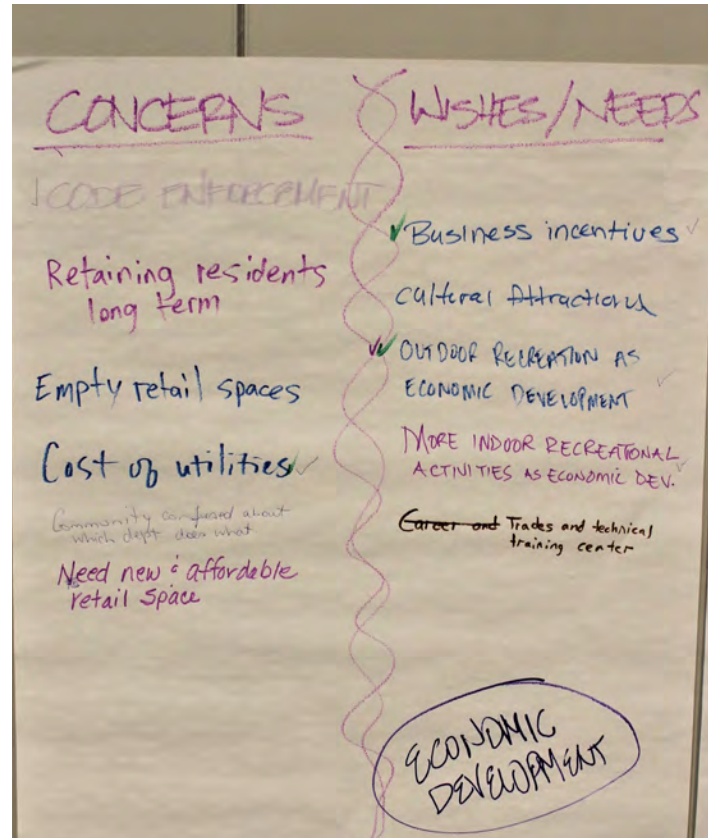 CONCERNS
CODE ENFORCEMENT
Retaining residents
long term
Empty retail spaces
Cost of utilities
Community confused about
which dept does what
Need new & affordable
retail space
WISHES/NEEDS
Business incentives
Cultural Attractions
OUTDOOR RECREATION AS
ECONOMIC DEVELOPMENT
MORE INDOOR RECREATIONAL
ACTIVITIES AS ECONOMIC DEV.
Career and Trades and technical
training center
ECONOMIC
DEVELOPMENT